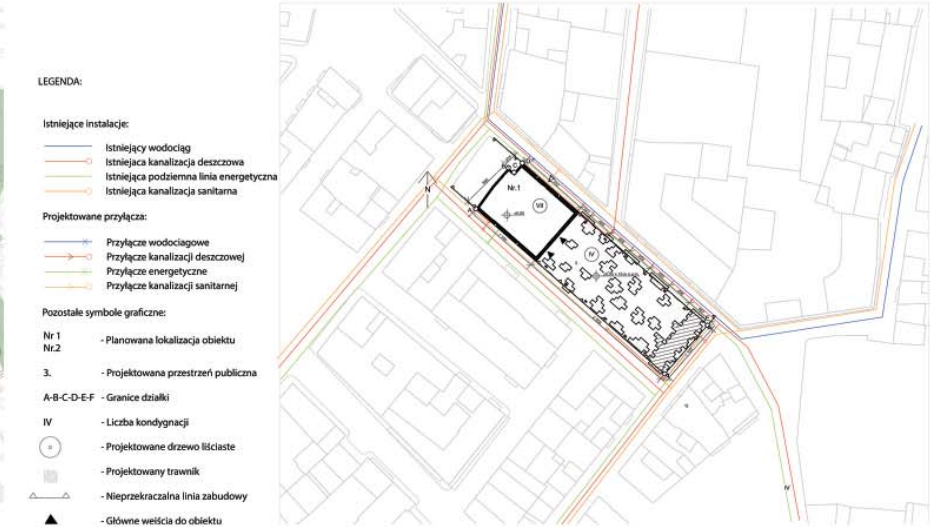 LEGENDA:
Istniejące instalacje:
Istniejący wodociąg
Istniejaca kanalizacja deszczowa
Istniejąca podziemna linia energetyczna
Istniejąca kanalizacja sanitarna
Projektowane przyłącza:
Przyłącze wodociagowe
Przyłącze kanalizacji deszczowej
Przyłącze energetyczne
Przyłącze kanalizacji sanitarnej
Pozostałe symbole graficzne:
Nr 1
Nr.2 - Planowana lokalizacja obiektu
3. - Projektowana przestrzeń publiczna
A-B-C-D-E-F - Granice działki
IV - Liczba kondygnacji
- Projektowane drzewo liściaste
- Projektowany trawnik
- Nieprzekraczalna linia zabudowy
- Główne wejścia do obiektu
N
Nr.1
VII
IV
IV